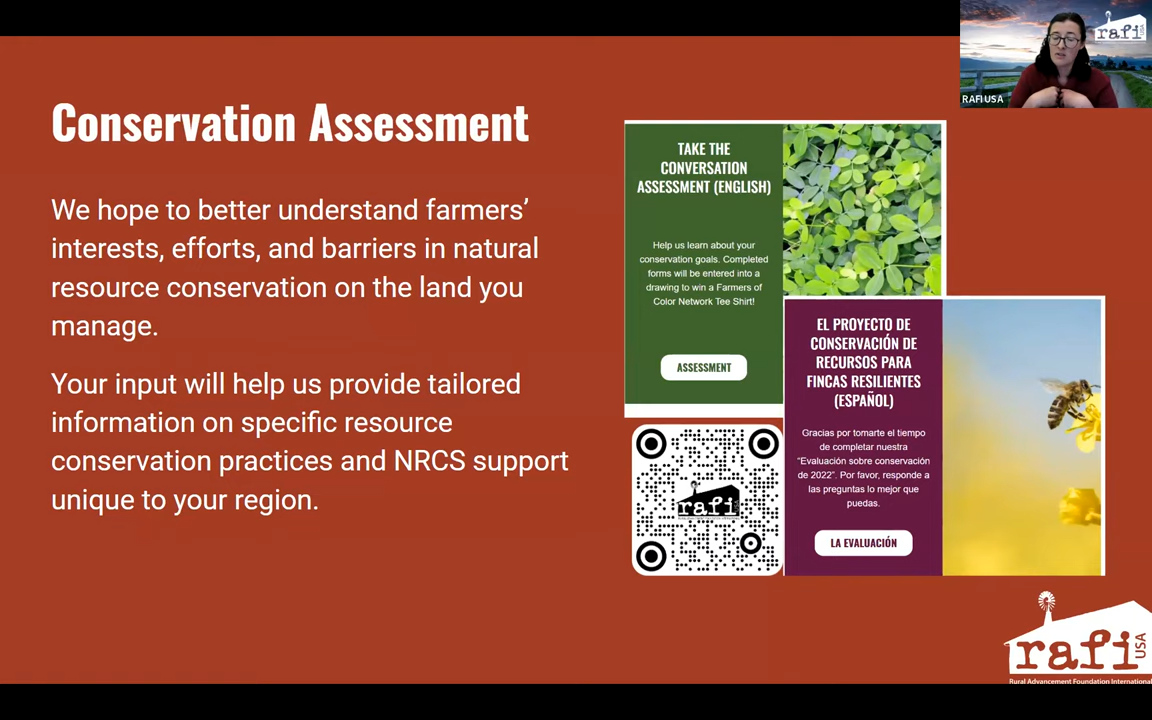 rafi
USA
RAFI USA
Conservation Assessment
We hope to better understand farmers’
interests, efforts, and barriers in natural
resource conservation on the land you
manage.
Your input will help us provide tailored
information on specific resource
conservation practices and NRCS support
unique to your region.
TAKE THE
CONVERSATION
ASSESSMENT (ENGLISH)
Help us learn about your
conservation goals. Completed
forms will be entered into a
drawing to win a Farmers of
Color Network Tee Shirt!
ASSESSMENT
EL PROYECTO DE
CONSERVACIÓN DE
RECURSOS PARA
FINCAS RESILIENTES
(ESPAÑOL)
Gracias por tomarte el tiempo
de completar nuestra
“Evaluación sobre conservación
de 2022”. Por favor, responde a
las preguntas lo mejor que
puedas.
LA EVALUACIÓN
rafi
rafi
USA
Rural Advancement Foundation International